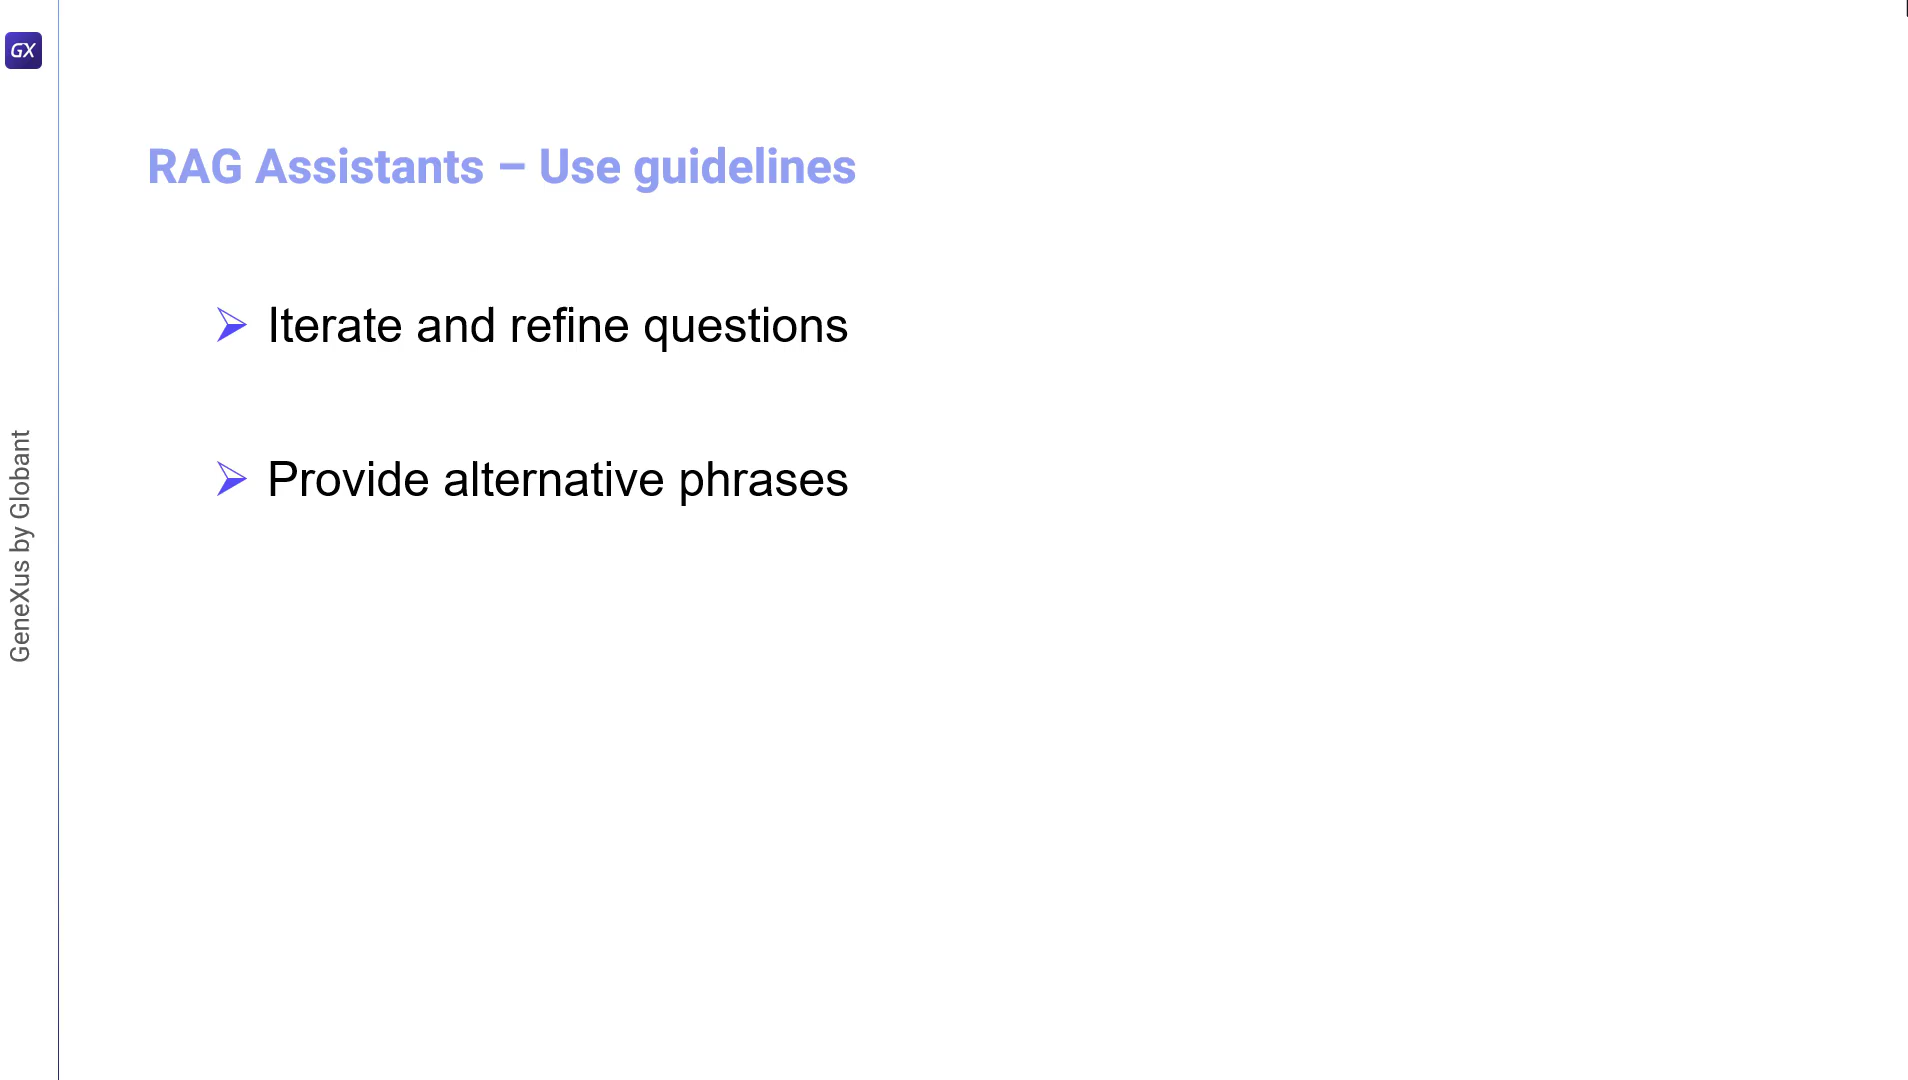 GX
RAG Assistants – Use guidelines
Iterate and refine questions
Provide alternative phrases
GeneXus by Globant